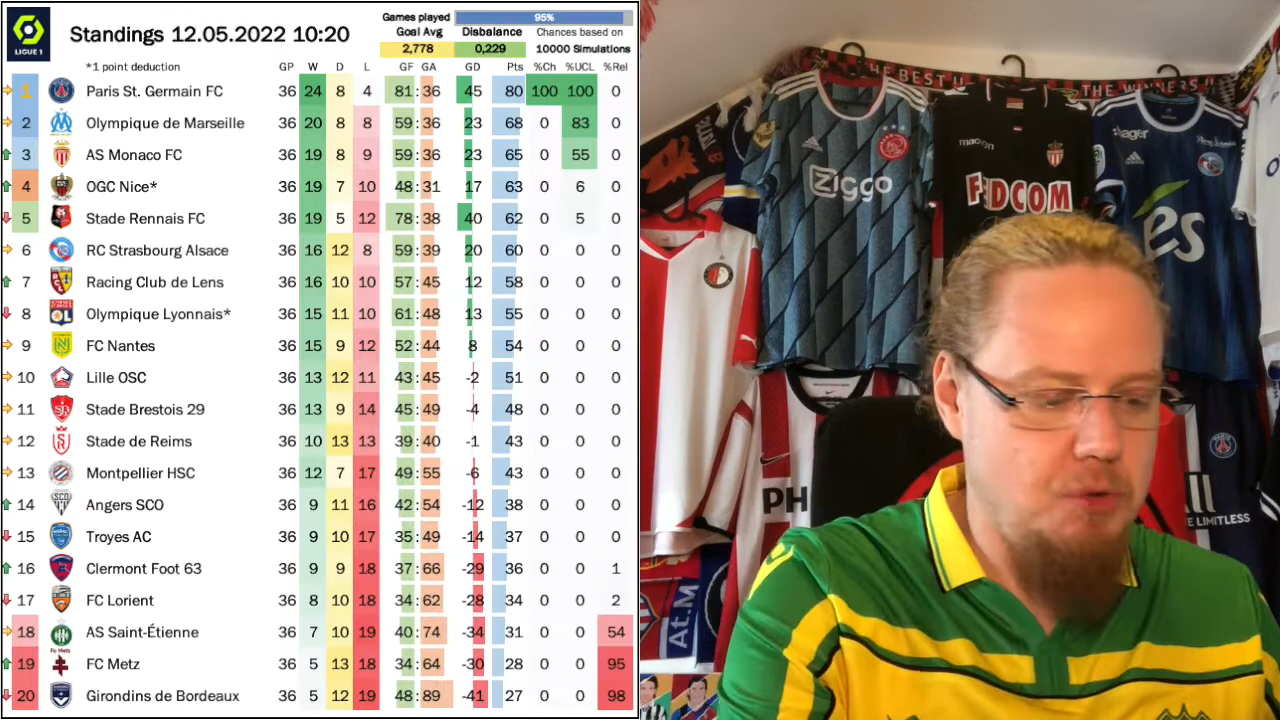 LIGUE 1
Standings 12.05.2022 10:20
Games played 95%
Goal Avg Disbalance Chances based on
2,778 0,229 10000 Simulations
*1 point deduction GP W D L GF GA GD Pts %Ch %UCL %Rel
1 Paris St. Germain FC 36 24 8 4 81:36 45 80 100 100 0
2 Olympique de Marseille 36 20 8 8 59:36 23 68 0 83 0
3 AS Monaco FC 36 19 8 9 59:36 23 65 0 55 0
4 OGC Nice* 36 19 7 10 48:31 17 63 0 6 0
5 Stade Rennais FC 36 19 5 12 78:38 40 62 0 5 0
6 RC Strasbourg Alsace 36 16 12 8 59:39 20 60 0 0 0
7 Racing Club de Lens 36 16 10 10 57:45 12 58 0 0 0
8 Olympique Lyonnais* 36 15 11 10 61:48 13 55 0 0 0
9 FC Nantes 36 15 9 12 52:44 8 54 0 0 0
10 Lille OSC 36 13 12 11 43:45 -2 51 0 0 0
11 Stade Brestois 29 36 13 9 14 45:49 -4 48 0 0 0
12 Stade de Reims 36 10 13 13 39:40 -1 43 0 0 0
13 Montpellier HSC 36 12 7 17 49:55 -6 43 0 0 0
14 Angers SCO 36 9 11 16 42:54 -12 38 0 0 0
15 Troyes AC 36 9 10 17 35:49 -14 37 0 0 0
16 Clermont Foot 63 36 9 9 18 37:66 -29 36 0 0 1
17 FC Lorient 36 8 10 18 34:62 -28 34 0 0 2
18 AS Saint-Étienne 36 7 10 19 40:74 -34 31 0 0 54
FC Metz
19 FC Metz 36 5 13 18 34:64 -30 28 0 0 95
20 Girondins de Bordeaux 36 5 12 19 48:89 -41 27 0 0 98
THE BEST
THE WINNERS
Ziggo
macron
FEDCOM
hager
és
PH
E LIMITLESS
At.M